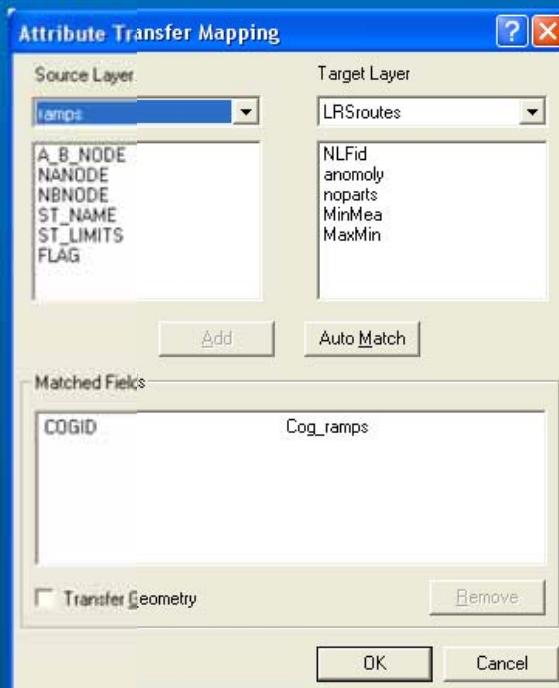 Attribute Transfer Mapping
Source Layer
Target Layer
ramps
LRSroutes
A_B_NODE
NANODE
NBNODE
ST_NAME
ST_LIMITS
FLAG
NLFid
anomoly
noparts
MinMea
MaxMin
Add
Auto Match
Matched Fields
COGID Cog_ramps
Transfer Geometry
Remove
OK
Cancel